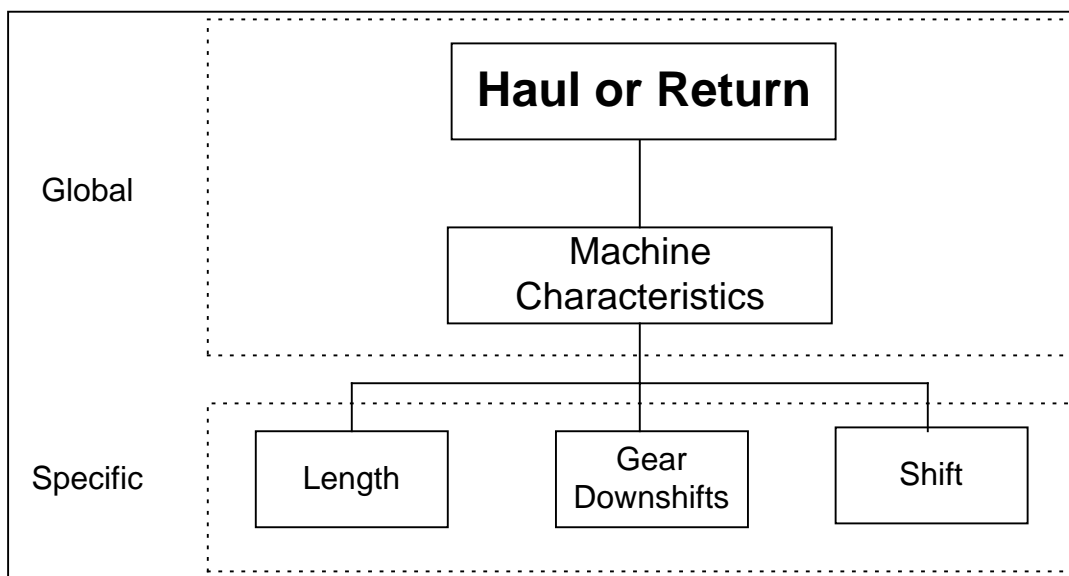 Haul or Return
Global
Machine
Characteristics
Specific
Length
Gear
Downshifts
Shift